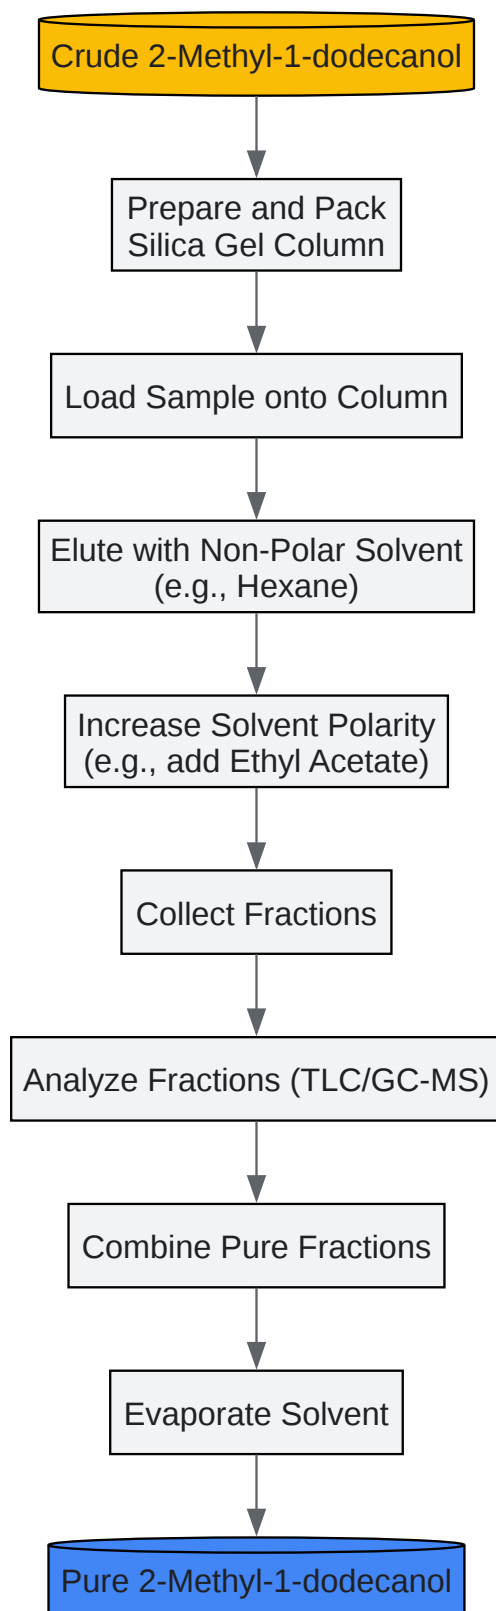 Crude 2-Methyl-1-dodecanol
Prepare and Pack
Silica Gel Column
Load Sample onto Column
Elute with Non-Polar Solvent
(e.g., Hexane)
Increase Solvent Polarity
(e.g., add Ethyl Acetate)
Collect Fractions
Analyze Fractions (TLC/GC-MS)
Combine Pure Fractions
Evaporate Solvent
Pure 2-Methyl-1-dodecanol